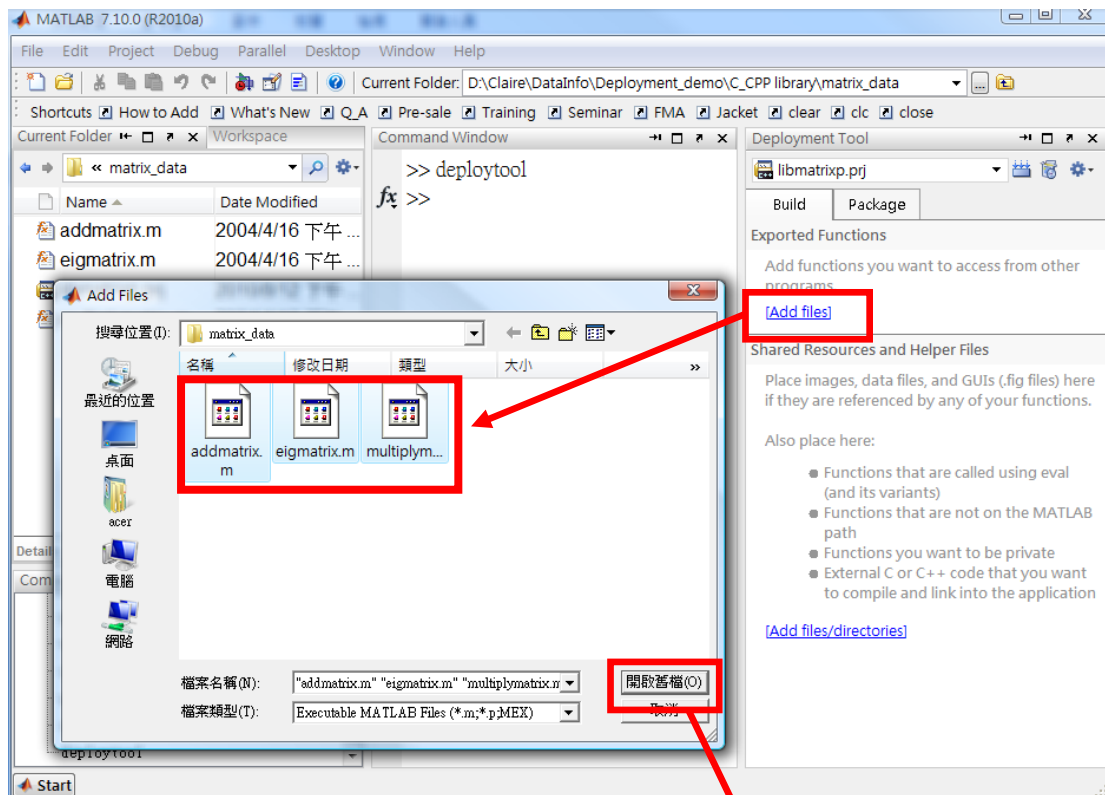 MATLAB 7.10.0 (R2010a)
File Edit Project Debug Parallel Desktop Window Help
Current Folder: D:\Claire\DataInfo\Deployment_demo\C_CPP library\matrix_data
Shortcuts How to Add What's New Q_A Pre-sale Training Seminar FMA Jacket clear clc close
Current Folder Workspace
« matrix_data
Name Date Modified
addmatrix.m 2004/4/16 下午 ...
eigmatrix.m 2004/4/16 下午 ...
Detail
Com
deploytool
Command Window
>> deploytool
fx >>
Add Files
搜尋位置(I): matrix_data
名稱 修改日期 類型 大小 »
最近的位置
桌面
acer
電腦
網路
addmatrix.
m
eigmatrix.m
multiplym...
檔案名稱(N): "addmatrix.m" "eigmatrix.m" "multiplymatrix.m
開啟舊檔(O)
檔案類型(T): Executable MATLAB Files (*.m;*.p;MEX)
取消
Deployment Tool
libmatrixp.prj
Build Package
Exported Functions
Add functions you want to access from other
programs.
[Add files]
Shared Resources and Helper Files
Place images, data files, and GUIs (.fig files) here
if they are referenced by any of your functions.
Also place here:
Functions that are called using eval
(and its variants)
Functions that are not on the MATLAB
path
Functions you want to be private
External C or C++ code that you want
to compile and link into the application
[Add files/directories]
Start